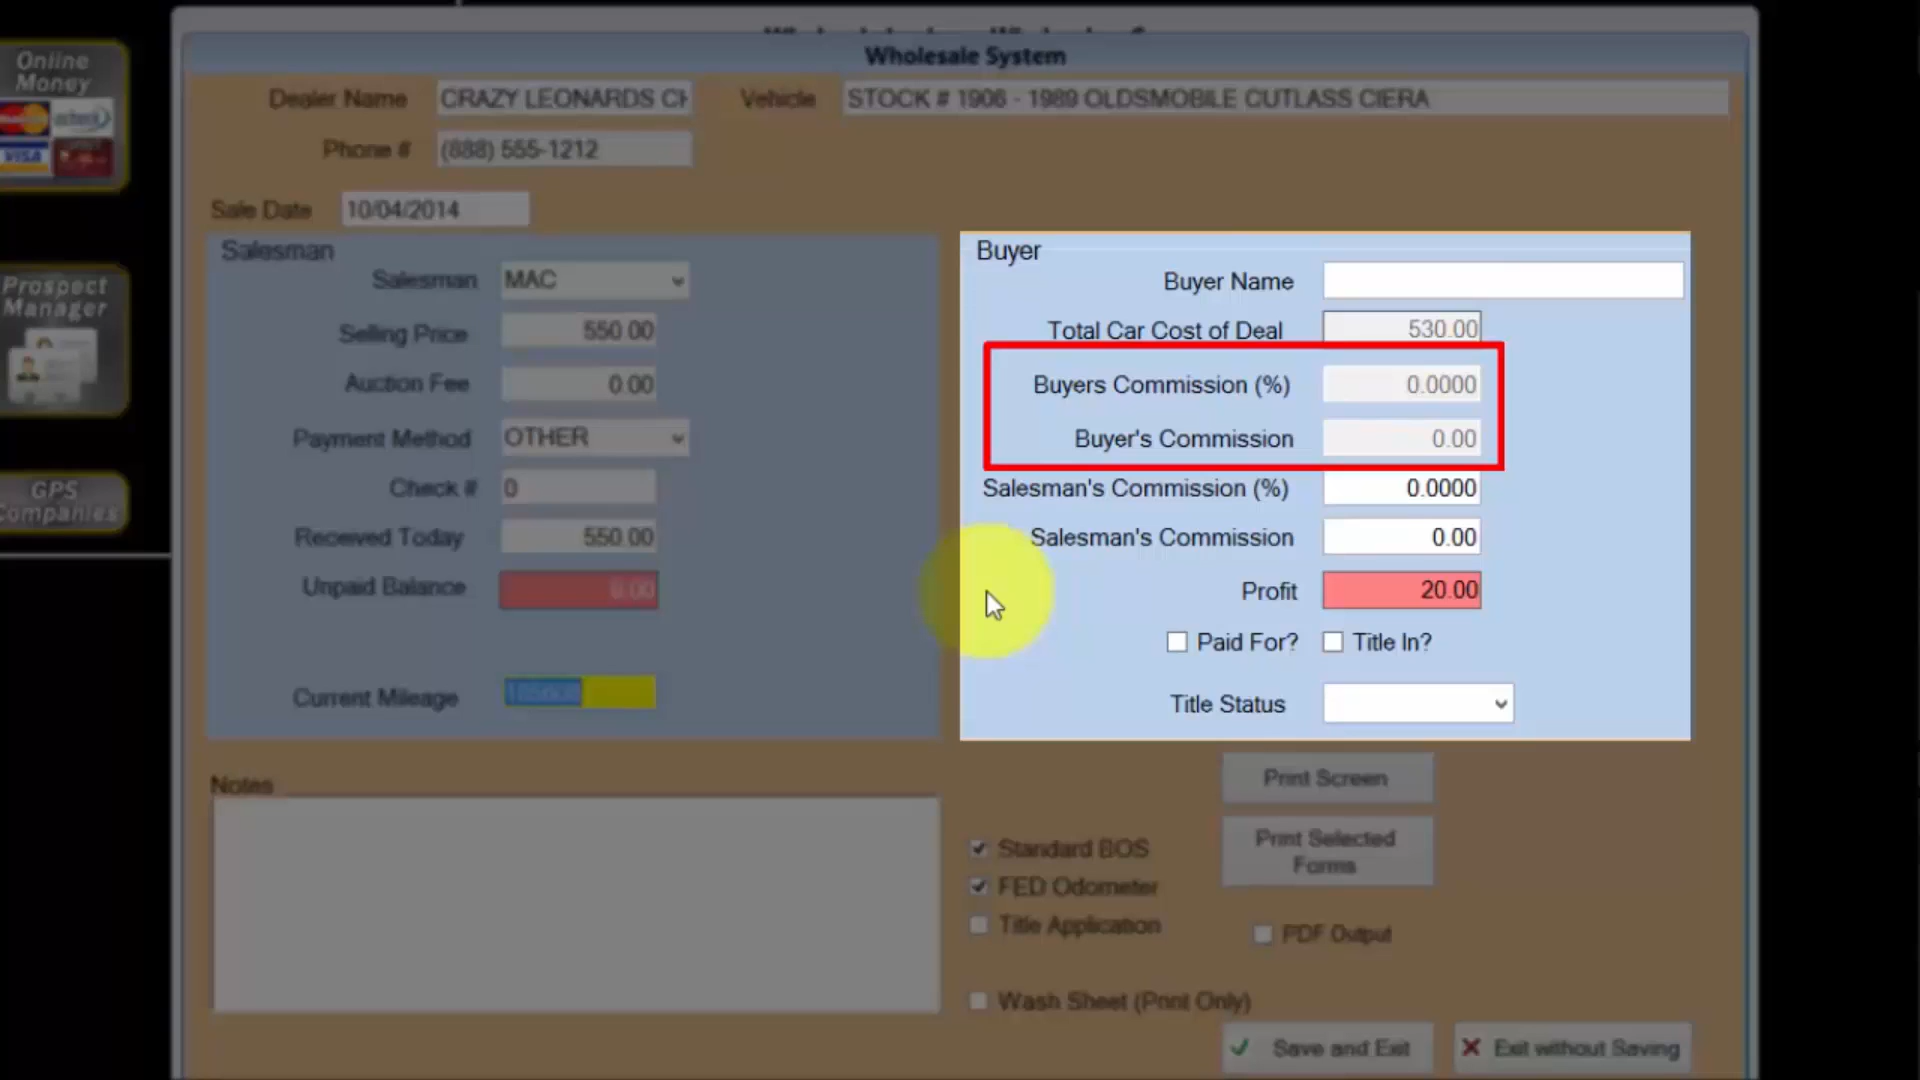 Wholesale System
Online
Money
VISA
Prospect
Manager
GPS
Companies
Dealer Name CRAZY LEONARDS CH Vehicle STOCK # 1906 - 1989 OLDSMOBILE CUTLASS CIERA
Phone # (888) 555-1212
Sale Date 10/04/2014
Salesman
Salesman MAC
Selling Price 550.00
Auction Fee 0.00
Payment Method OTHER
Check # 0
Received Today 550.00
Unpaid Balance 0.00
Current Mileage
Buyer
Buyer Name
Total Car Cost of Deal 530.00
Buyers Commission (%) 0.0000
Buyer's Commission 0.00
Salesman's Commission (%) 0.0000
Salesman's Commission 0.00
Profit 20.00
Paid For? Title In?
Title Status
Notes
Print Screen
Print Selected
Forms
Standard BOS
FED Odometer
Title Application
PDF Output
Wash Sheet (Print Only)
Save and Exit Exit without Saving